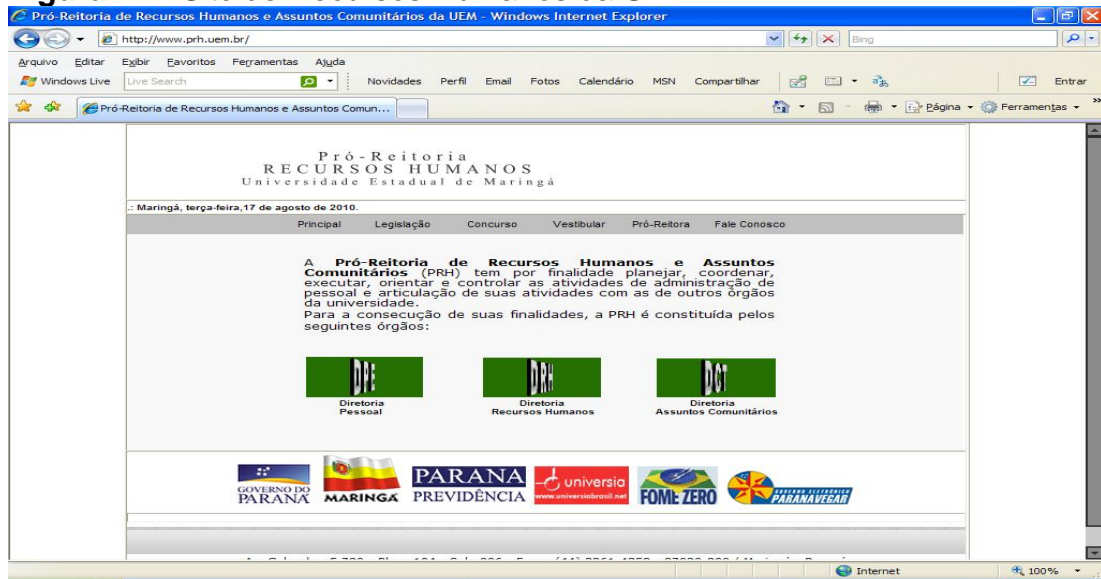 Pró-Reitoria de Recursos Humanos e Assuntos Comunitários da UEM - Windows Internet Explorer
http://www.prh.uem.br/
Bing
Arquivo Editar Exibir Favoritos Ferramentas Ajuda
Windows Live Live Search Novidades Perfil Email Fotos Calendário MSN Compartilhar Entrar
Pró-Reitoria de Recursos Humanos e Assuntos Comun... Página Ferramentas
Pró-Reitoria
RECURSOS HUMANOS
Universidade Estadual de Maringá
.: Maringá, terça-feira,17 de agosto de 2010.
Principal Legislação Concurso Vestibular Pró-Reitora Fale Conosco
A Pró-Reitoria de Recursos Humanos e Assuntos
Comunitários (PRH) tem por finalidade planejar, coordenar,
executar, orientar e controlar as atividades de administração de
pessoal e articulação de suas atividades com as de outros órgãos
da universidade.
Para a consecução de suas finalidades, a PRH é constituída pelos
seguintes órgãos:
DPE DRH DCT
Diretoria Diretoria Diretoria
Pessoal Recursos Humanos Assuntos Comunitários
GOVERNO DO
PARANÁ
MARINGÁ
PARANA
PREVIDÊNCIA
universia
www.universiabrasil.net
FOME ZERO
GOVERNO ELETRÔNICO
PARANAVEGAR
Internet 100%